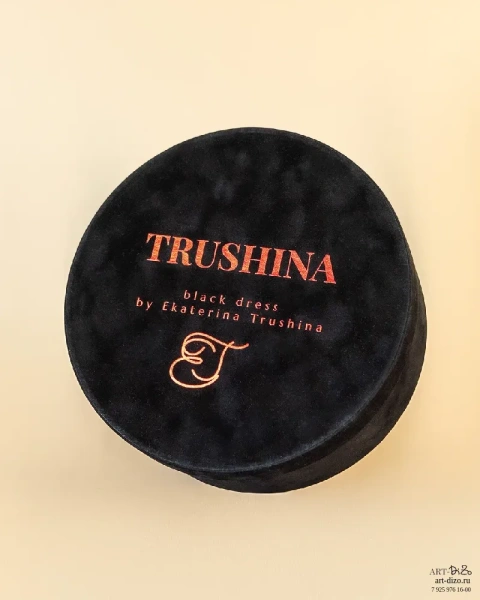 TRUSHINA
black dress
by Ekaterina Trushina
ET
ART-DiZo
art-dizo.ru
7 925 976 16-00